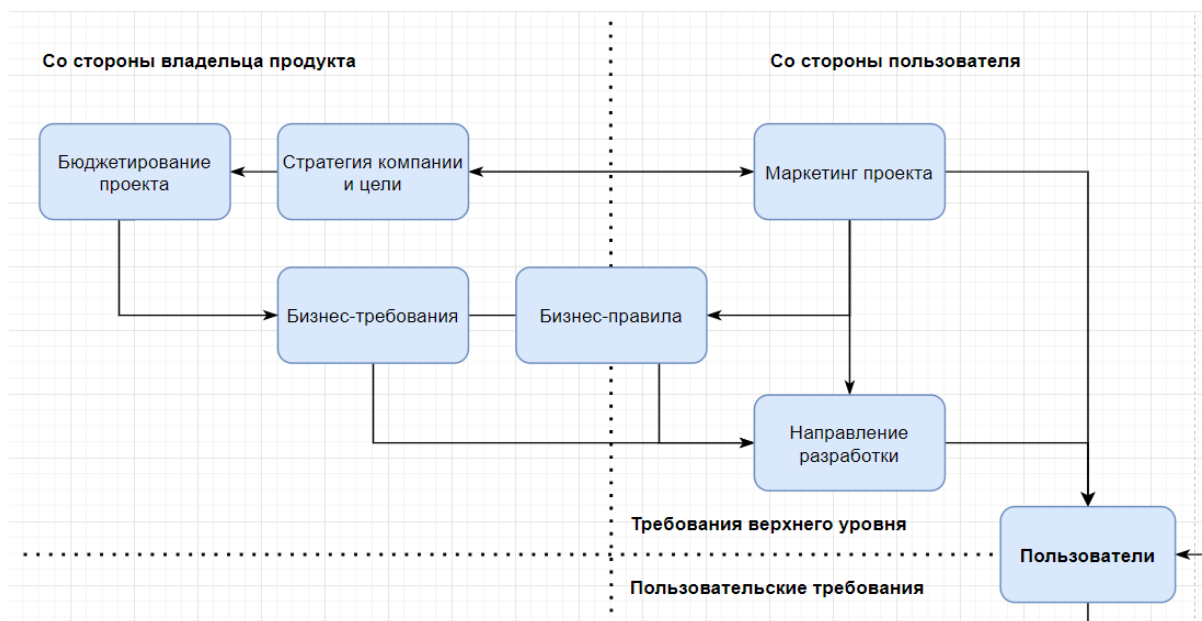 Со стороны владельца продукта
Со стороны пользователя
Бюджетирование
проекта
Стратегия компании
и цели
Маркетинг проекта
Бизнес-требования
Бизнес-правила
Направление
разработки
Требования верхнего уровня
Пользователи
Пользовательские требования